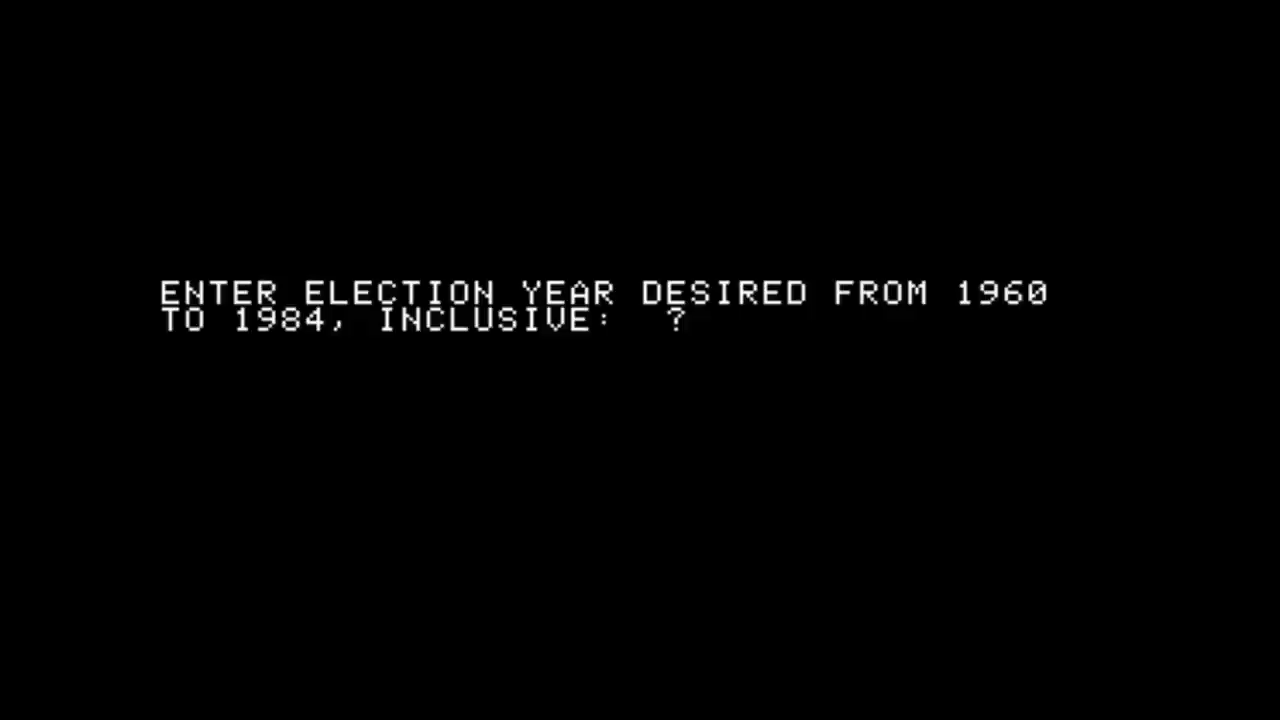 ENTER ELECTION YEAR DESIRED FROM 1960
TO 1984, INCLUSIVE:  ?